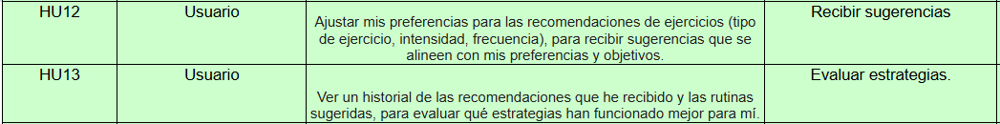 HU12
Usuario
Ajustar mis preferencias para las recomendaciones de ejercicios (tipo
de ejercicio, intensidad, frecuencia), para recibir sugerencias que se
alineen con mis preferencias y objetivos.
Recibir sugerencias
HU13
Usuario
Ver un historial de las recomendaciones que he recibido y las rutinas
sugeridas, para evaluar qué estrategias han funcionado mejor para mí.
Evaluar estrategias.